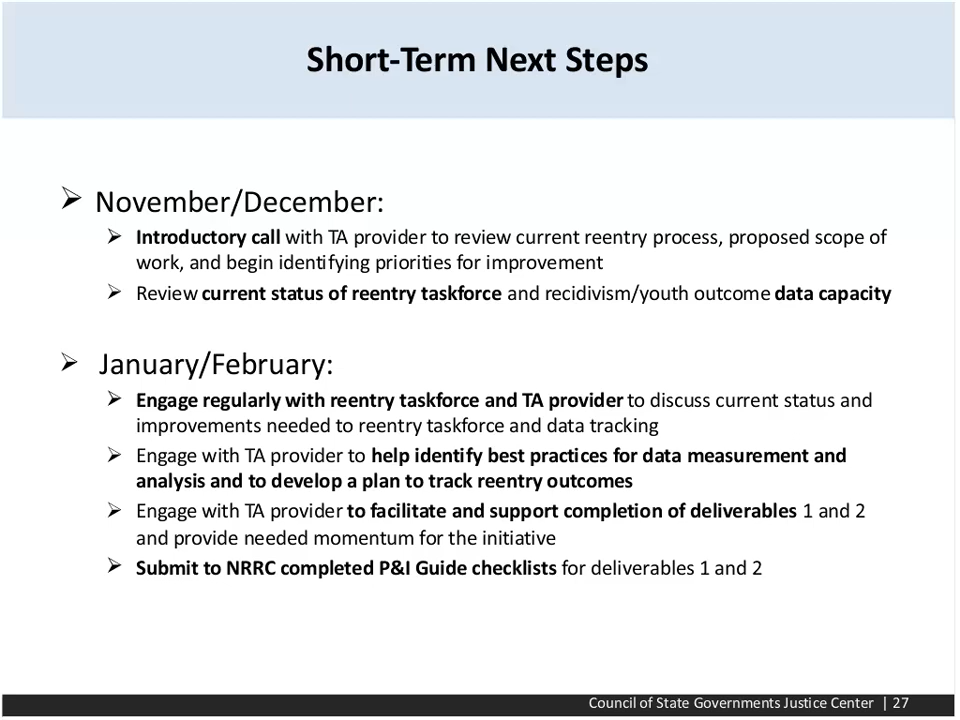 Short-Term Next Steps
November/December:
Introductory call with TA provider to review current reentry process, proposed scope of
work, and begin identifying priorities for improvement
Review current status of reentry taskforce and recidivism/youth outcome data capacity
January/February:
Engage regularly with reentry taskforce and TA provider to discuss current status and
improvements needed to reentry taskforce and data tracking
Engage with TA provider to help identify best practices for data measurement and
analysis and to develop a plan to track reentry outcomes
Engage with TA provider to facilitate and support completion of deliverables 1 and 2
and provide needed momentum for the initiative
Submit to NRRC completed P&I Guide checklists for deliverables 1 and 2
Council of State Governments Justice Center | 27